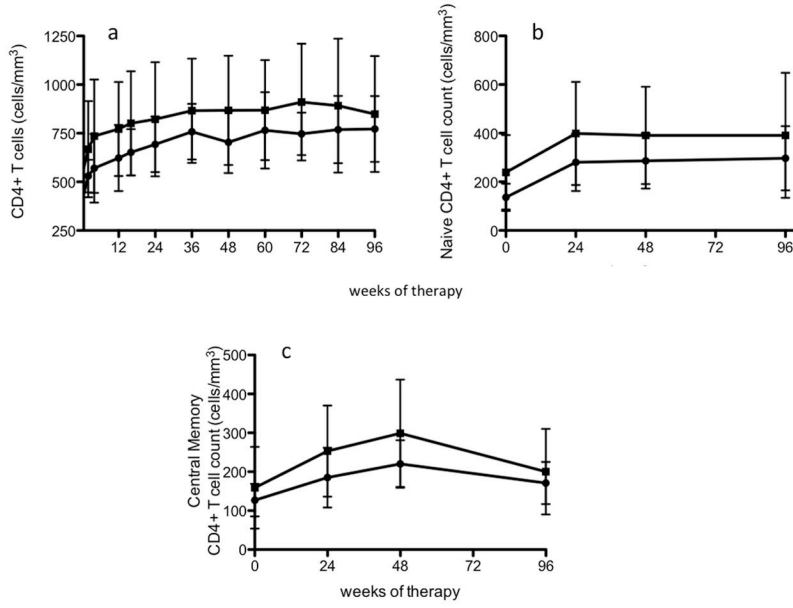 a
CD4+ T cells (cells/mm³)
1250
1000
750
500
250
12 24 36 48 60 72 84 96
b
Naive CD4+ T cell count (cells/mm³)
800
600
400
200
0
0 24 48 72 96
weeks of therapy
c
Central Memory
CD4+ T cell count (cells/mm³)
500
400
300
200
100
0
0 24 48 72 96
weeks of therapy